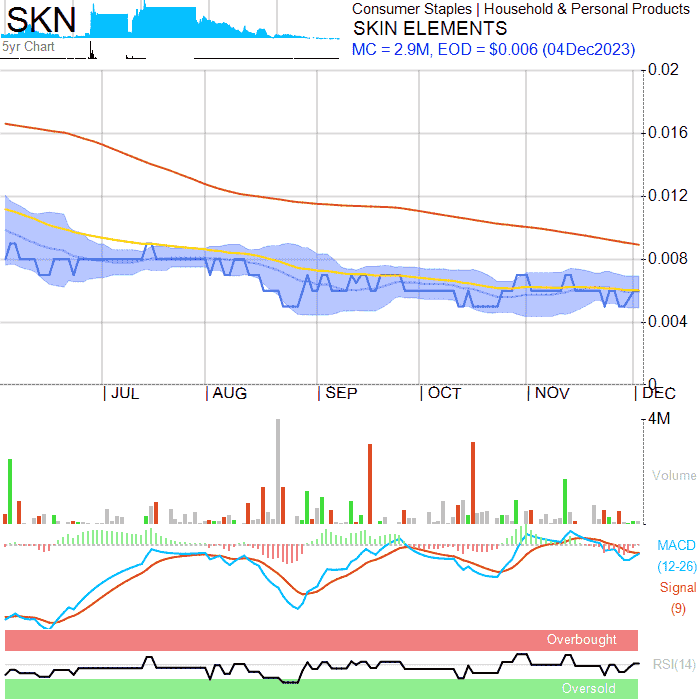 SKN
Consumer Staples | Household & Personal Products
SKIN ELEMENTS
MC = 2.9M, EOD = $0.006 (04Dec2023)
5yr Chart
0.02
0.016
0.012
0.008
0.004
0
JUL AUG SEP OCT NOV DEC
4M
Volume
MACD
(12-26)
Signal
(9)
Overbought
RSI(14)
Oversold